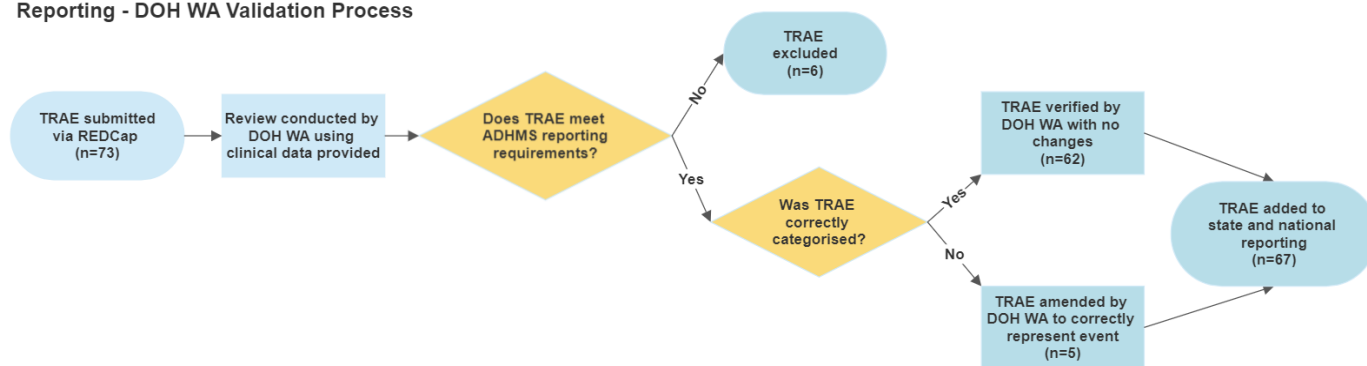 Reporting - DOH WA Validation Process
TRAE submitted
via REDCap
(n=73)
Review conducted by
DOH WA using
clinical data provided
Does TRAE meet
ADHMS reporting
requirements?
No
TRAE
excluded
(n=6)
Yes
Was TRAE
correctly
categorised?
Yes
TRAE verified by
DOH WA with no
changes
(n=62)
No
TRAE amended by
DOH WA to correctly
represent event
(n=5)
TRAE added to
state and national
reporting
(n=67)